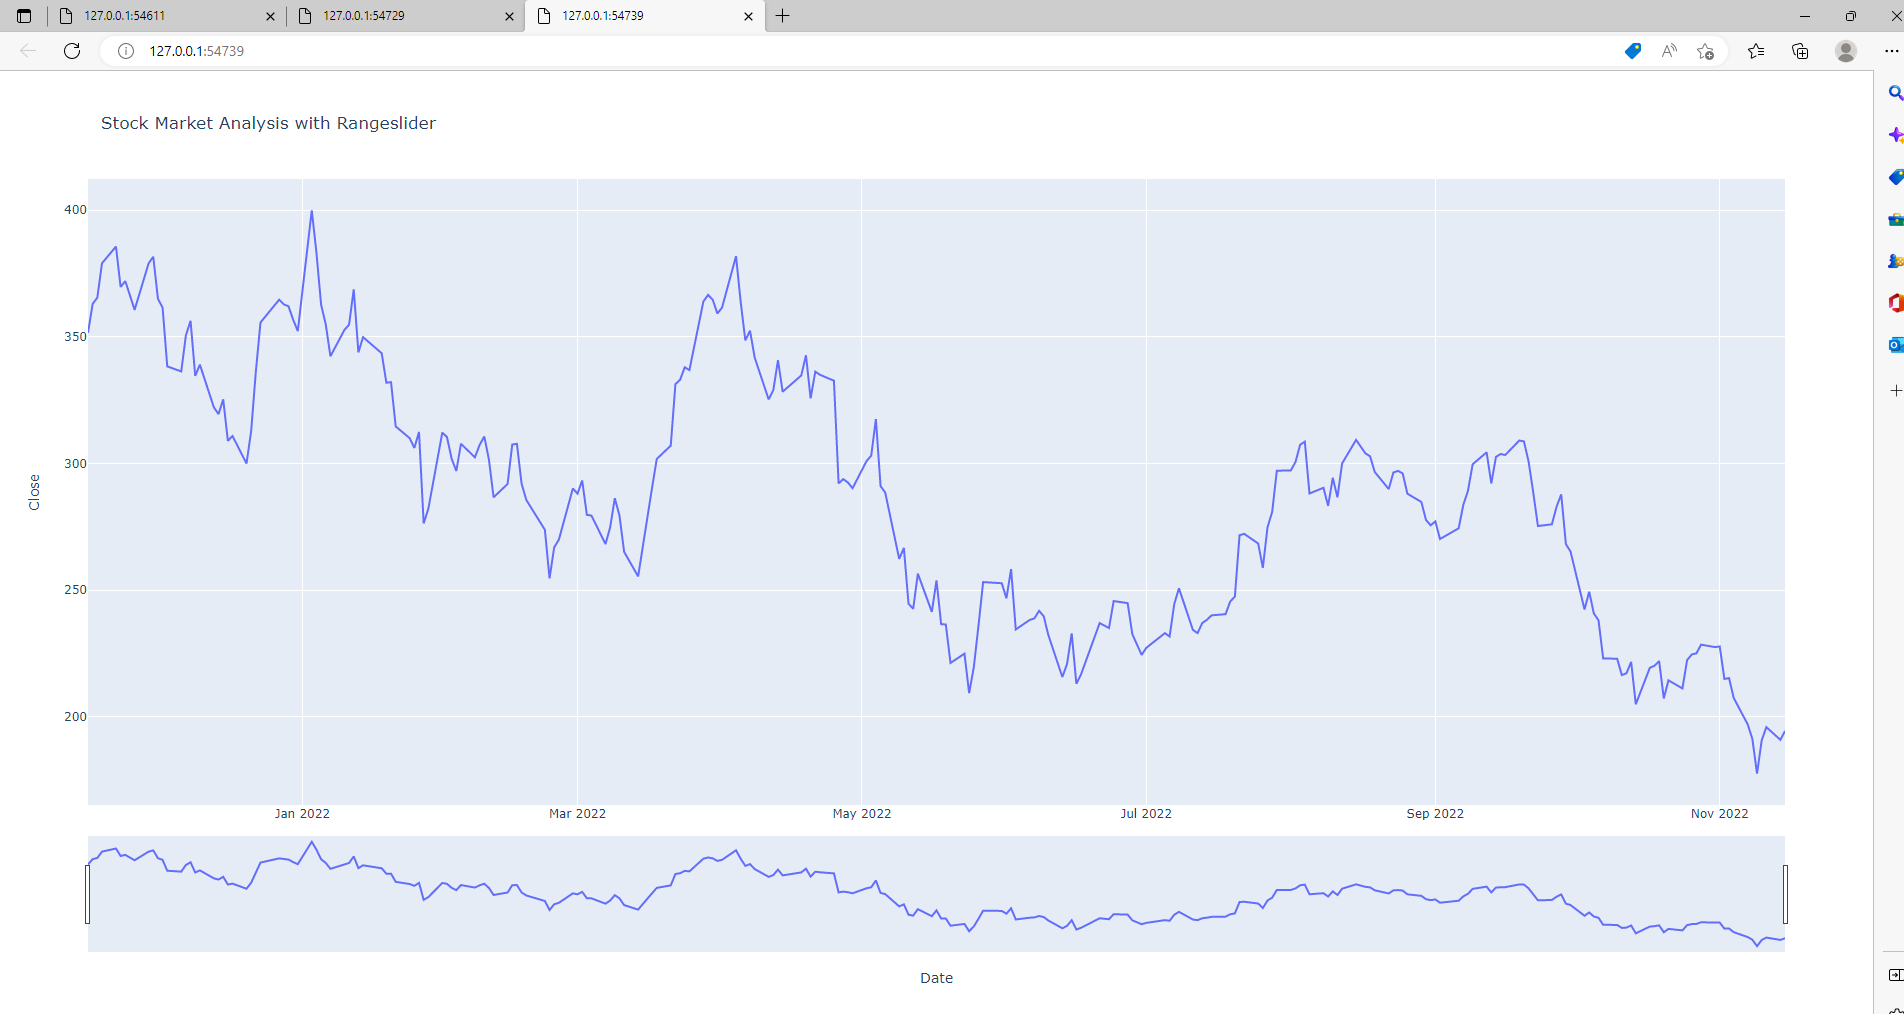 127.0.0.1:54611
127.0.0.1:54729
127.0.0.1:54739
127.0.0.1:54739
Stock Market Analysis with Rangeslider
400
350
300
250
200
Close
Jan 2022
Mar 2022
May 2022
Jul 2022
Sep 2022
Nov 2022
Date